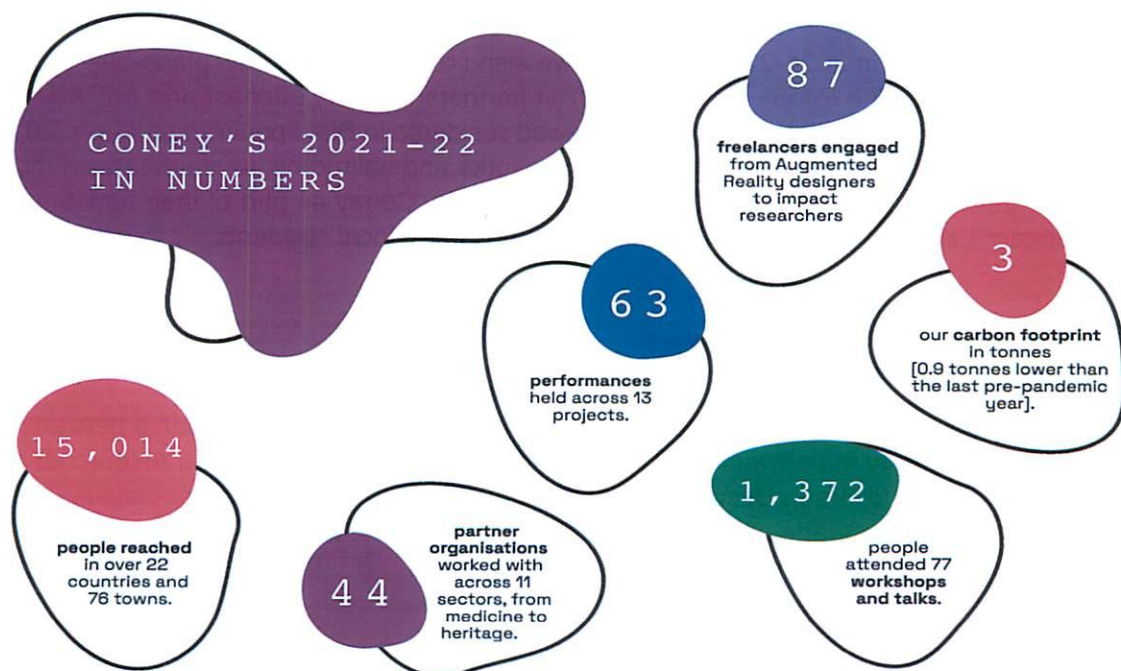 CONEY'S 2021-22
IN NUMBERS
87
freelancers engaged
from Augmented
Reality designers
to impact
researchers
3
our carbon footprint
in tonnes
[0.9 tonnes lower than
the last pre-pandemic
year].
63
performances
held across 13
projects.
15,014
people reached
in over 22
countries and
76 towns.
44
partner
organisations
worked with
across 11
sectors, from
medicine to
heritage.
1,372
people
attended 77
workshops
and talks.